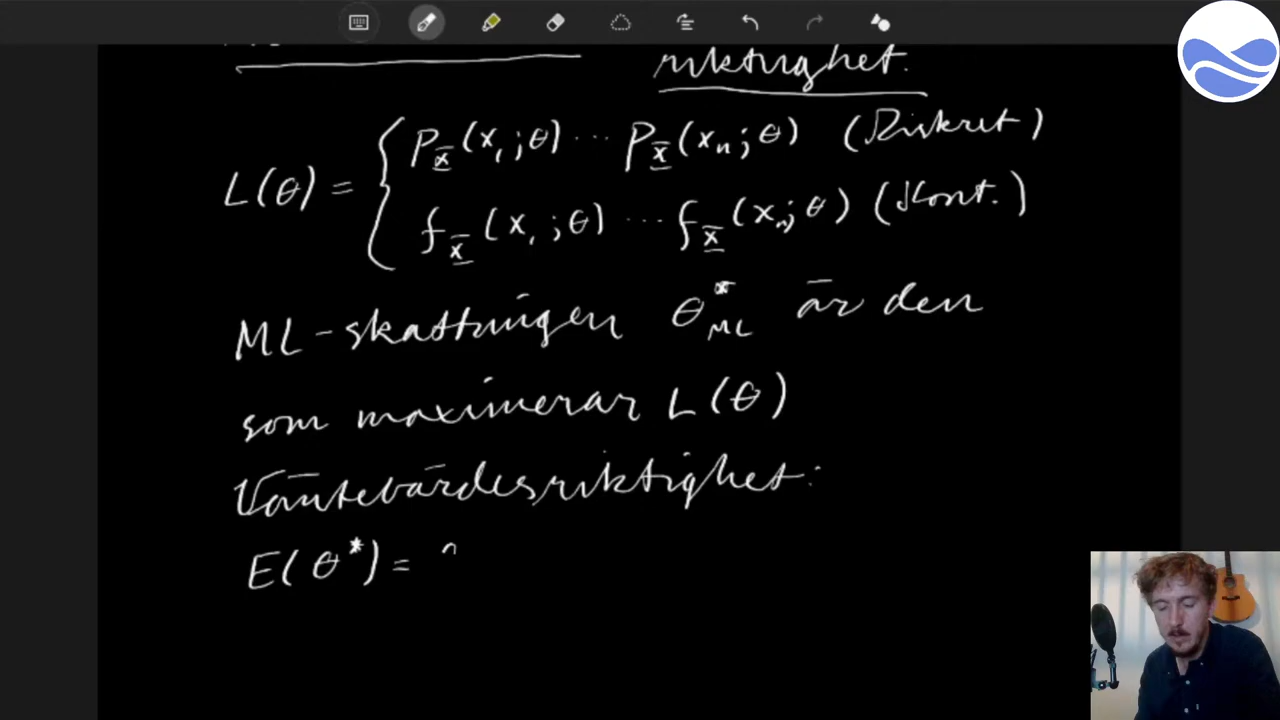 riktighet.
L(θ) = { P_X(x₁;θ) ··· P_X(xₙ;θ) (Diskret)
f_X(x₁;θ) ··· f_X(xₙ;θ) (Kont.)
ML-skattningen θ*_ML är den
som maximerar L(θ)
Väntevärdesriktighet:
E(θ*) =